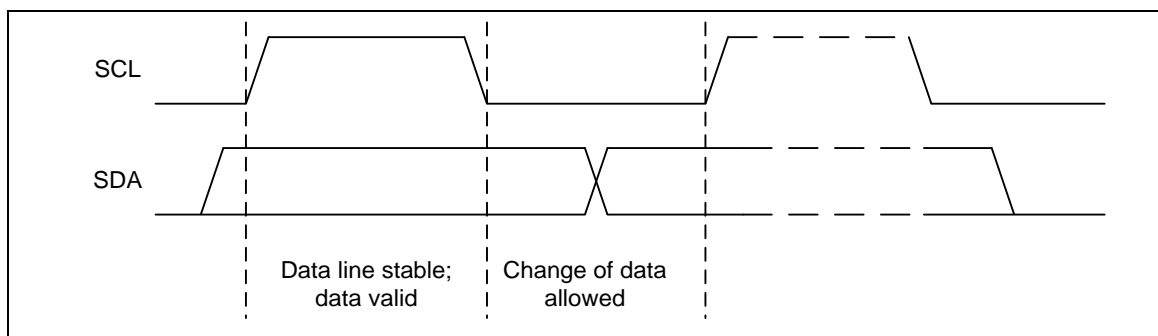 SCL
SDA
Data line stable;
data valid
Change of data
allowed